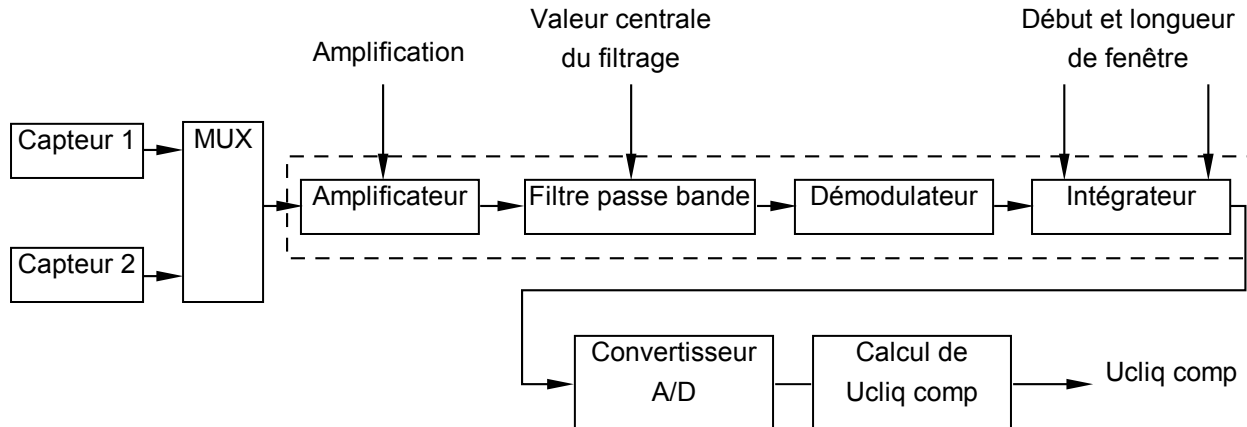 Valeur centrale
du filtrage
Début et longueur
de fenêtre
Amplification
Capteur 1
MUX
Amplificateur
Filtre passe bande
Démodulateur
Intégrateur
Capteur 2
Convertisseur
A/D
Calcul de
Ucliq comp
Ucliq comp